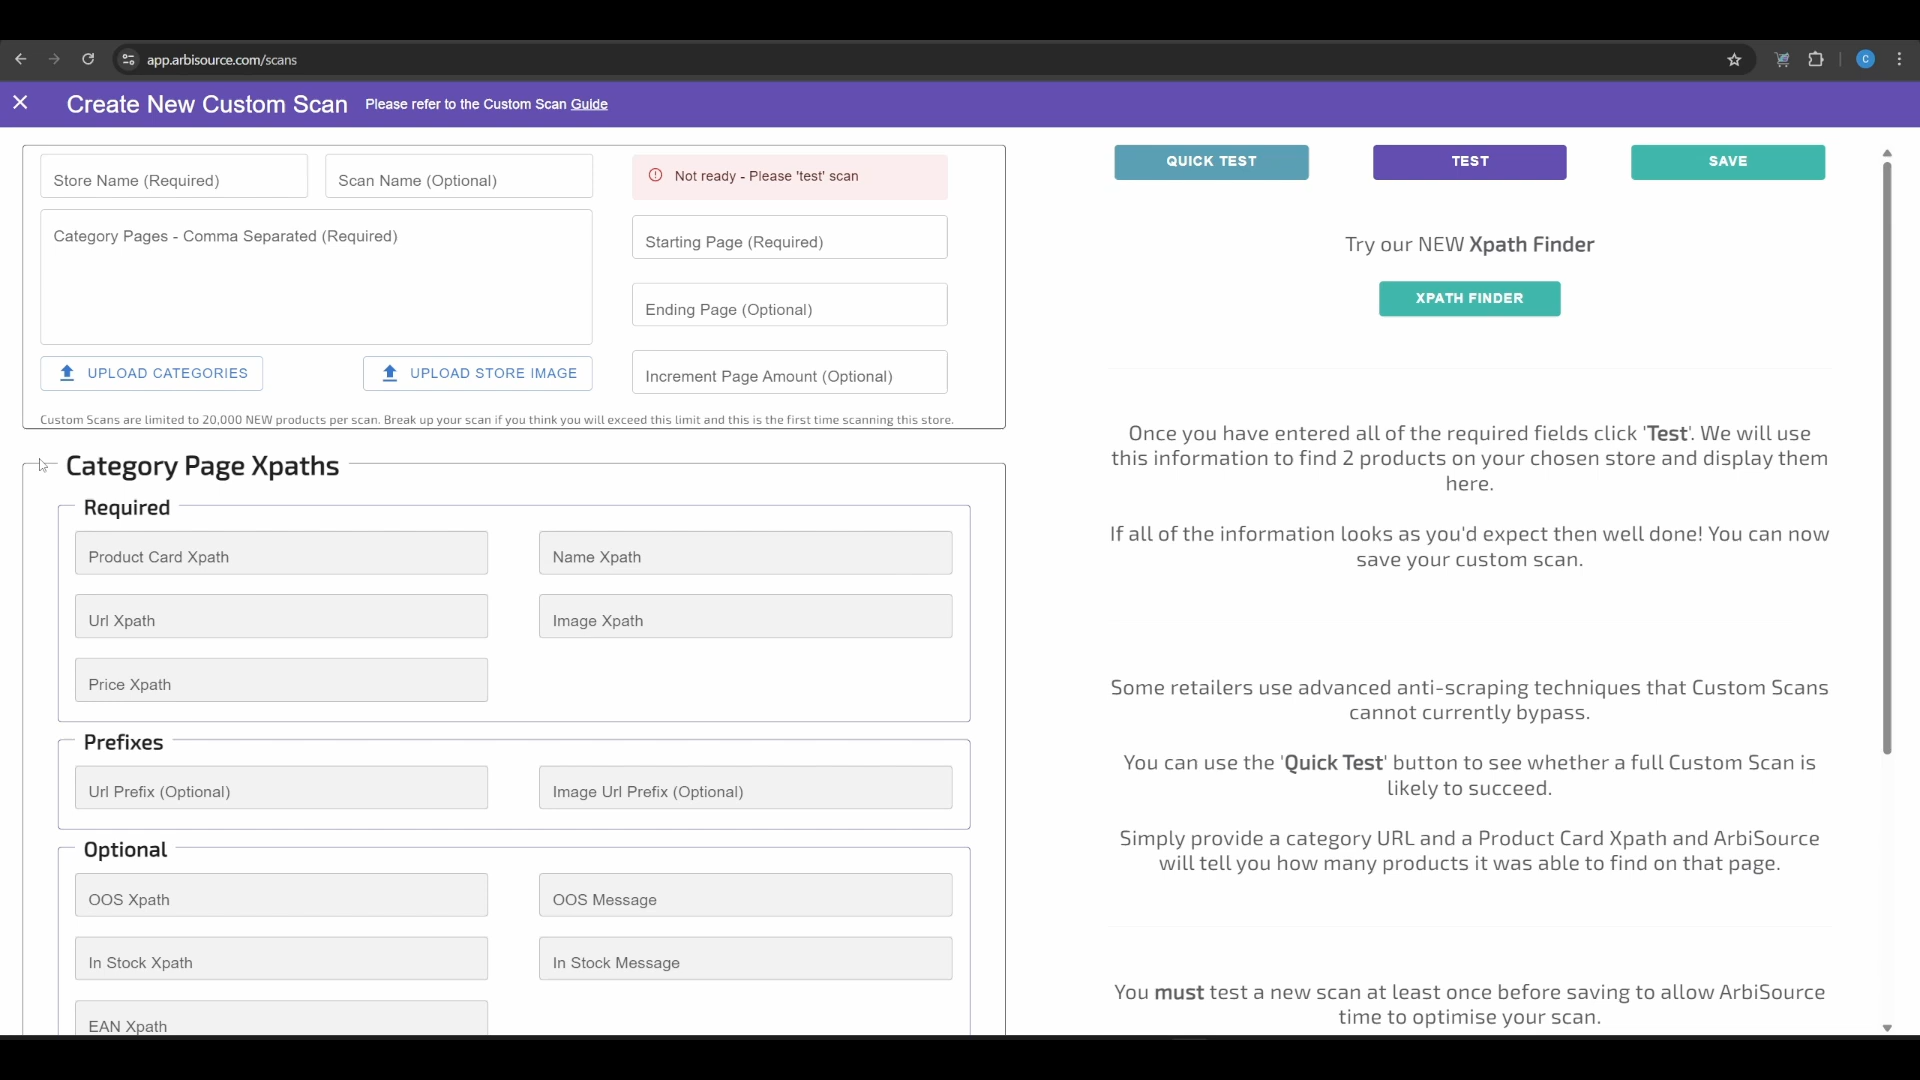 app.arbisource.com/scans
C
Create New Custom Scan Please refer to the Custom Scan Guide
Store Name (Required)
Scan Name (Optional)
Not ready - Please 'test' scan
Category Pages - Comma Separated (Required)
Starting Page (Required)
Ending Page (Optional)
Increment Page Amount (Optional)
UPLOAD CATEGORIES
UPLOAD STORE IMAGE
Custom Scans are limited to 20,000 NEW products per scan. Break up your scan if you think you will exceed this limit and this is the first time scanning this store.
Category Page Xpaths
Required
Product Card Xpath
Name Xpath
Url Xpath
Image Xpath
Price Xpath
Prefixes
Url Prefix (Optional)
Image Url Prefix (Optional)
Optional
OOS Xpath
OOS Message
In Stock Xpath
In Stock Message
EAN Xpath
QUICK TEST
TEST
SAVE
Try our NEW Xpath Finder
XPATH FINDER
Once you have entered all of the required fields click 'Test'. We will use
this information to find 2 products on your chosen store and display them
here.
If all of the information looks as you'd expect then well done! You can now
save your custom scan.
Some retailers use advanced anti-scraping techniques that Custom Scans
cannot currently bypass.
You can use the 'Quick Test' button to see whether a full Custom Scan is
likely to succeed.
Simply provide a category URL and a Product Card Xpath and ArbiSource
will tell you how many products it was able to find on that page.
You must test a new scan at least once before saving to allow ArbiSource
time to optimise your scan.